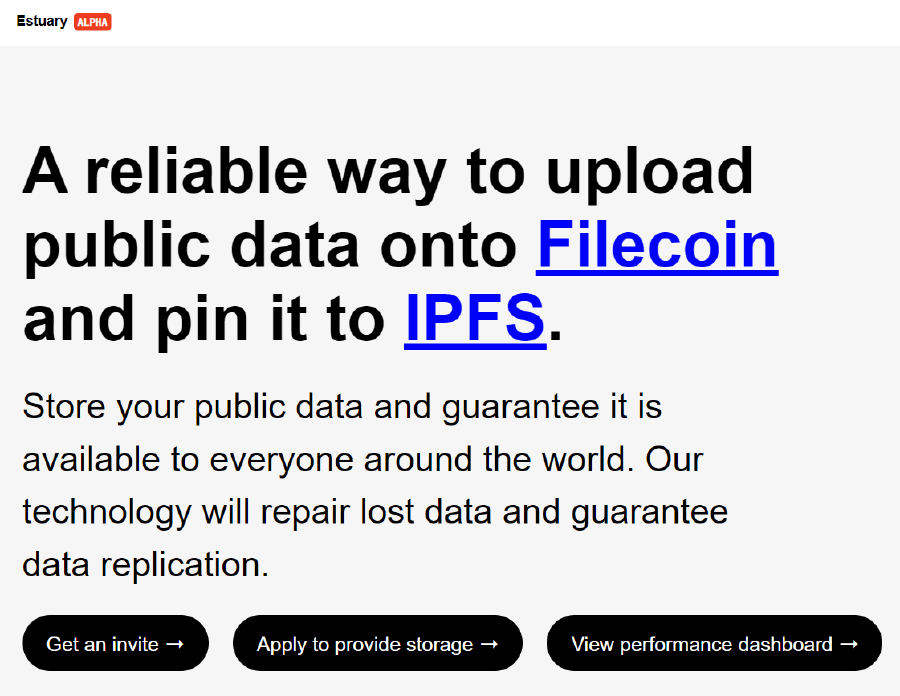 Estuary ALPHA
A reliable way to upload
public data onto Filecoin
and pin it to IPFS.
Store your public data and guarantee it is
available to everyone around the world. Our
technology will repair lost data and guarantee
data replication.
Get an invite → Apply to provide storage → View performance dashboard →